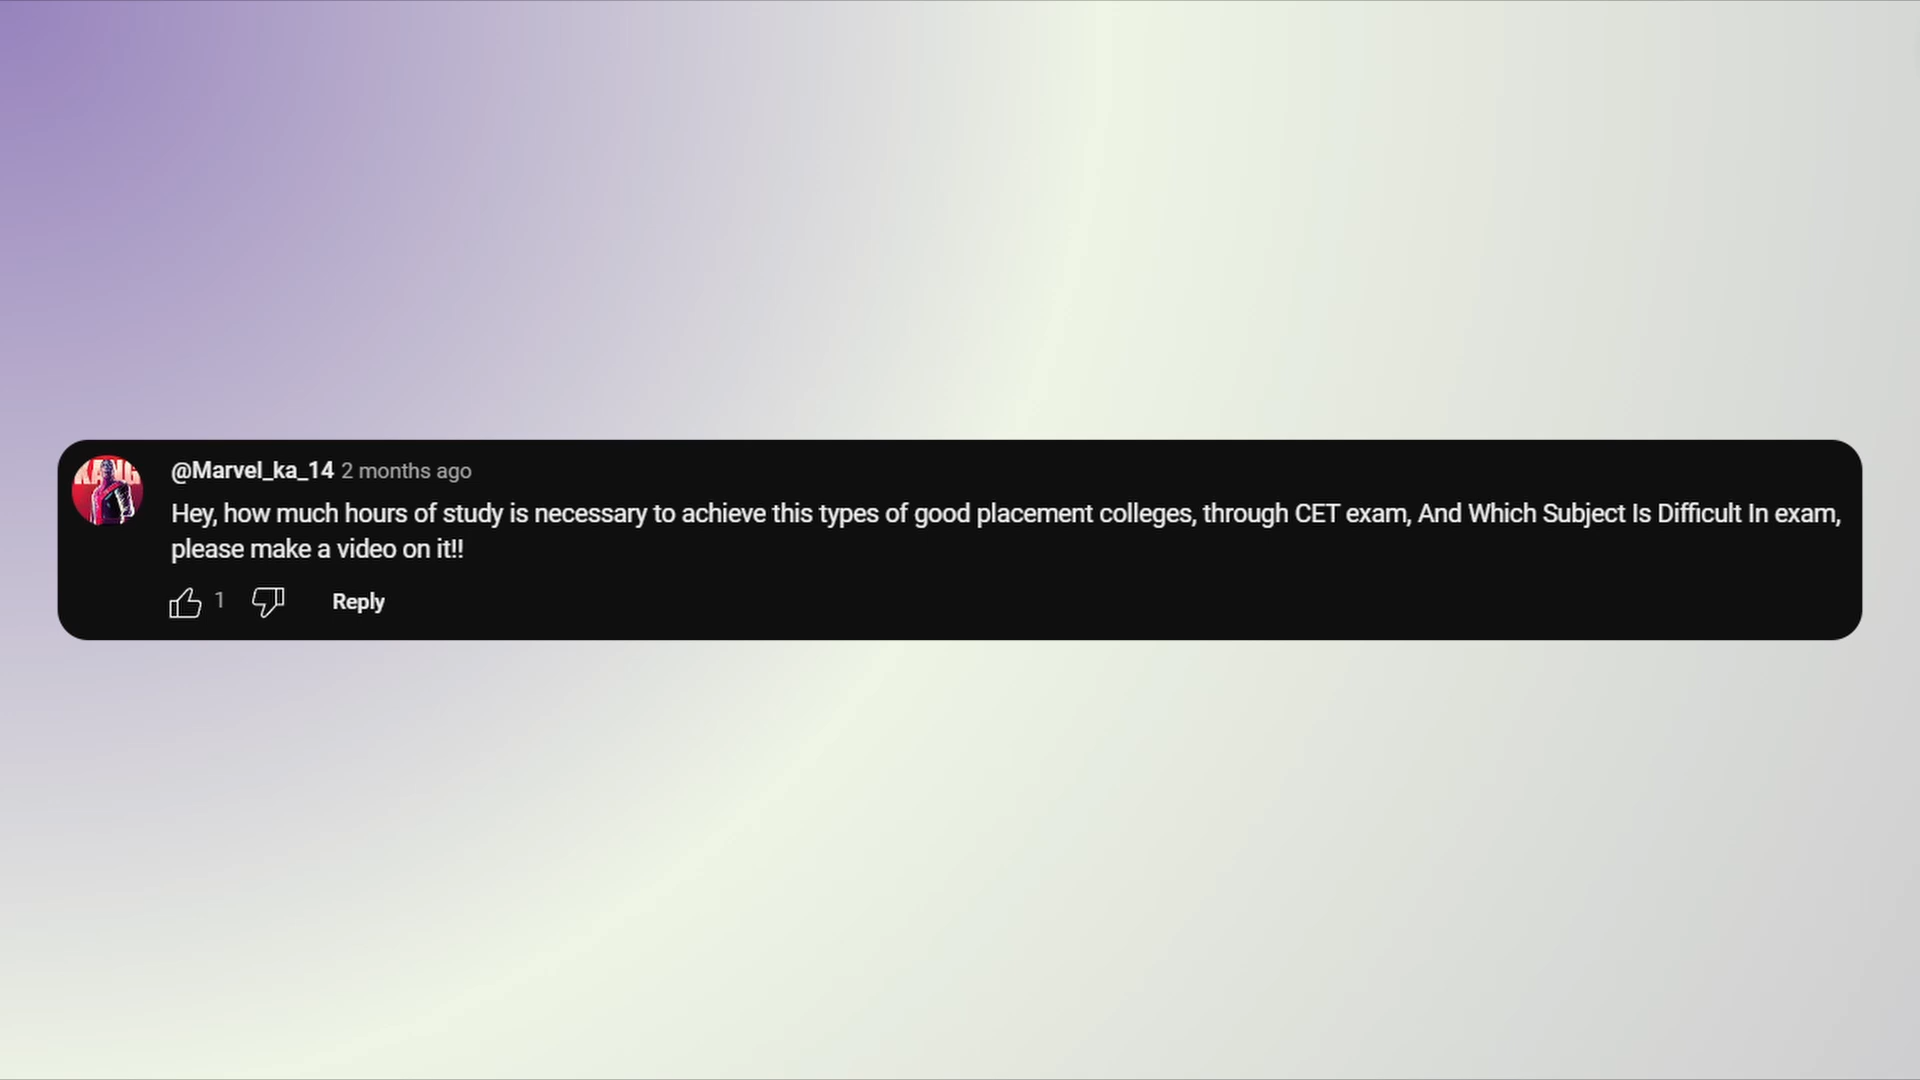 KANG
@Marvel_ka_14 2 months ago
Hey, how much hours of study is necessary to achieve this types of good placement colleges, through CET exam, And Which Subject Is Difficult In exam,
please make a video on it!!
1 Reply